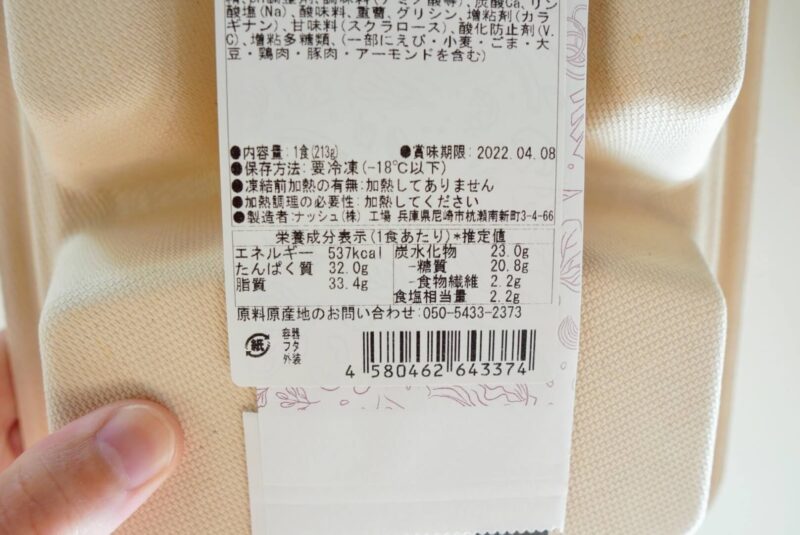 酸塩(Na)、酸味料、重曹、グリシン、増粘剤(カラ
ギナン)、甘味料(スクラロース)、酸化防止剤(V.
C)、増粘多糖類、(一部にえび・小麦・ごま・大
豆・鶏肉・豚肉・アーモンドを含む)
●内容量:1食(213g) ●賞味期限:2022.04.08
●保存方法:要冷凍(-18℃以下)
●凍結前加熱の有無:加熱してありません
●加熱調理の必要性:加熱してください
●製造者:ナッシュ(株) 工場 兵庫県尼崎市杭瀬南新町3-4-66
栄養成分表示(1食あたり)*推定値
エネルギー 537kcal 炭水化物 23.0g
たんぱく質 32.0g -糖質 20.8g
脂質 33.4g -食物繊維 2.2g
食塩相当量 2.2g
原料原産地のお問い合わせ:050-5433-2373
紙 容器
フタ
外装
4 580462 643374